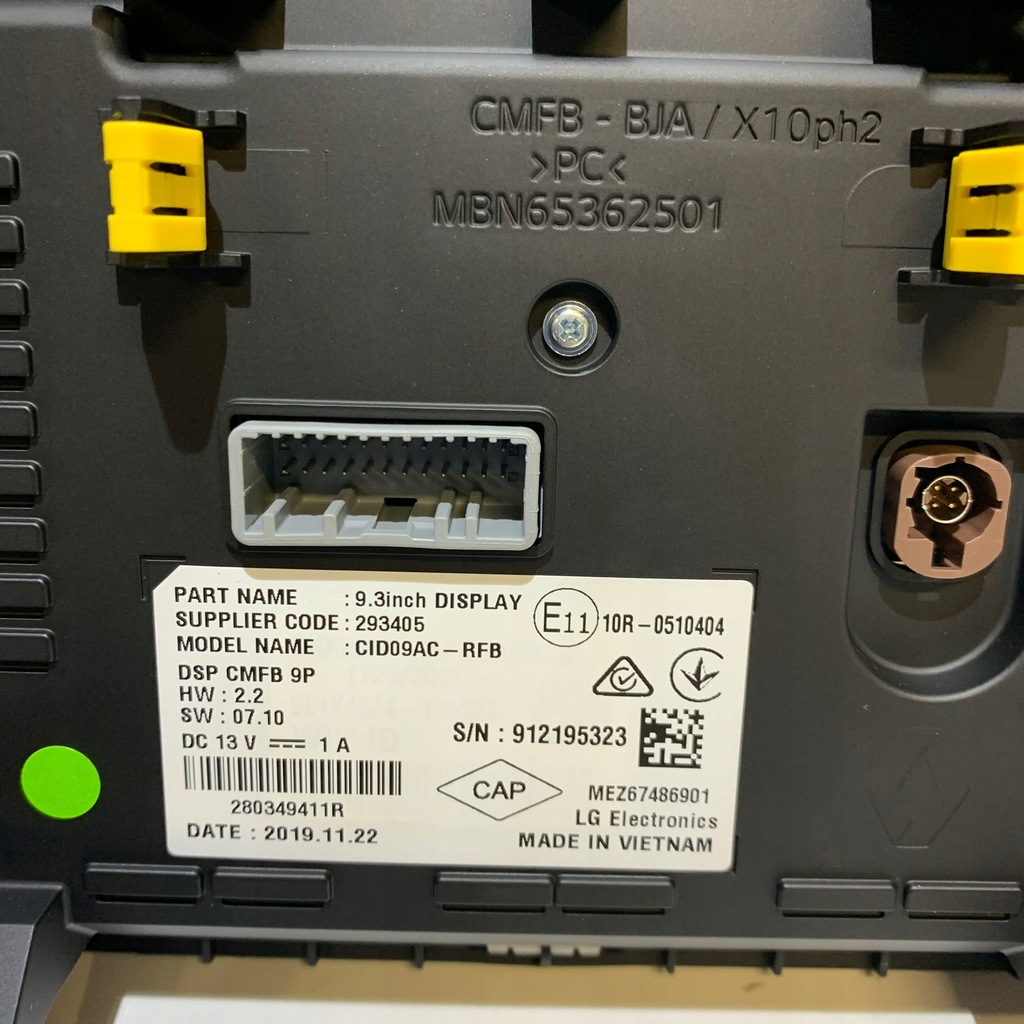 CMFB - BJA / X10ph2
>PC<
MBN65362501
PART NAME : 9.3inch DISPLAY
SUPPLIER CODE : 293405
MODEL NAME : CID09AC-RFB
DSP CMFB 9P
HW : 2.2
SW : 07.10
DC 13 V ⎓ 1 A
280349411R
DATE : 2019.11.22
E11 10R-0510404
S/N : 912195323
CAP
MEZ67486901
LG Electronics
MADE IN VIETNAM